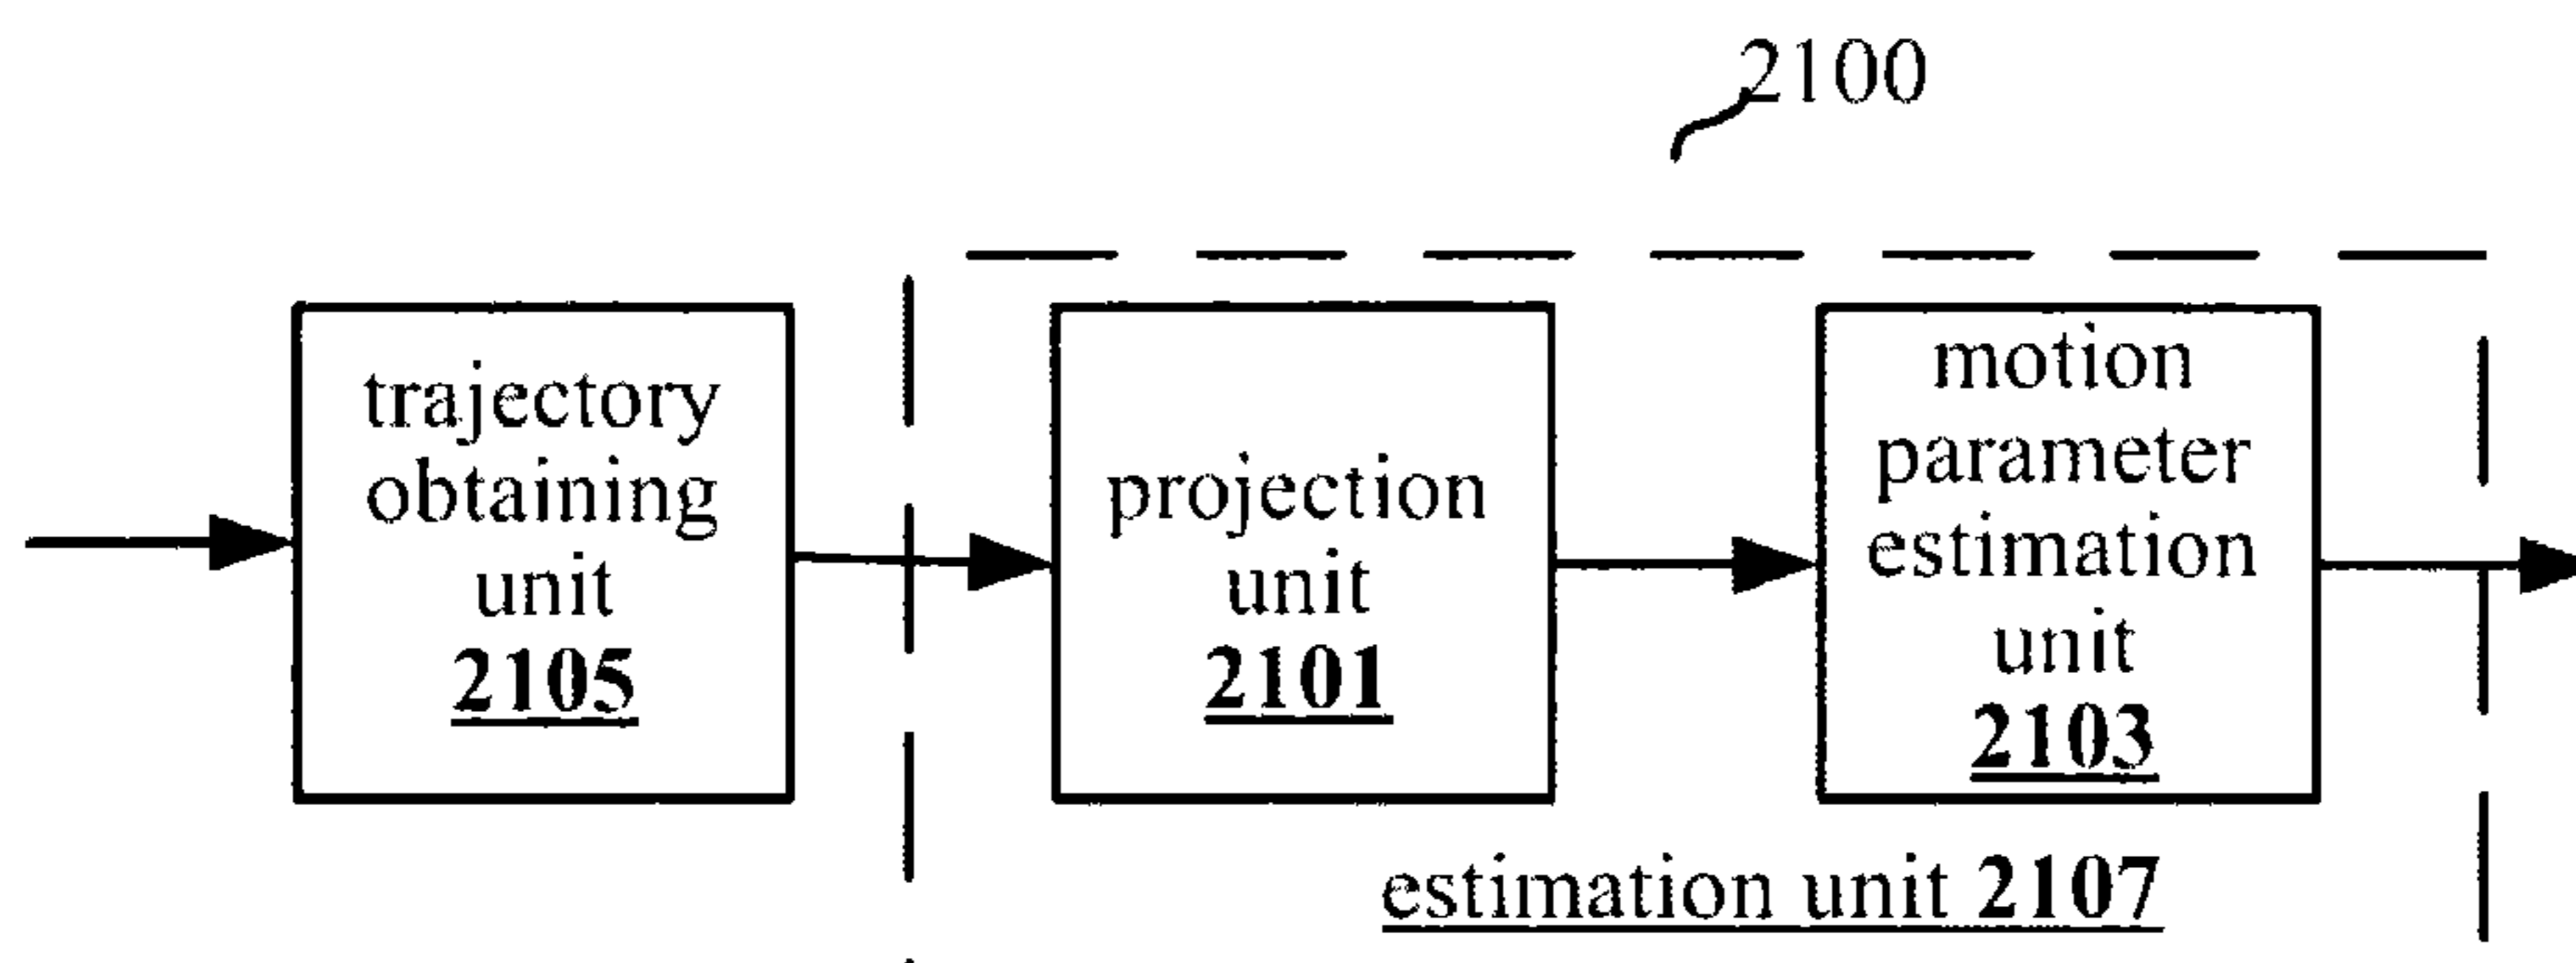 2100
trajectory
obtaining
unit
2105
projection
unit
2101
motion
parameter
estimation
unit
2103
estimation unit 2107